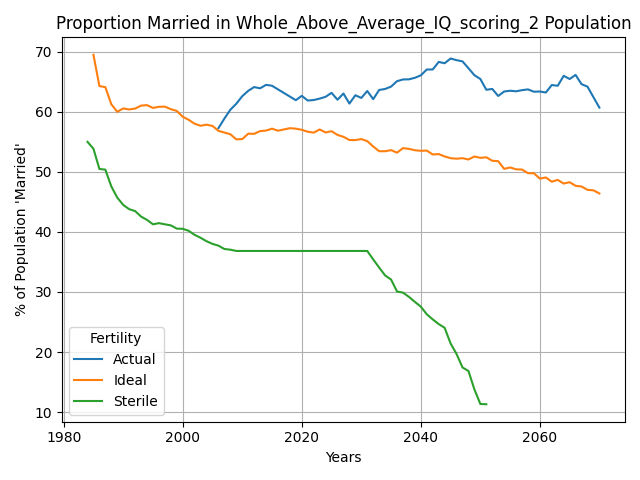 Proportion Married in Whole_Above_Average_IQ_scoring_2 Population
% of Population 'Married'
70
60
50
40
30
20
10
Fertility
Actual
Ideal
Sterile
1980
2000
2020
2040
2060
Years